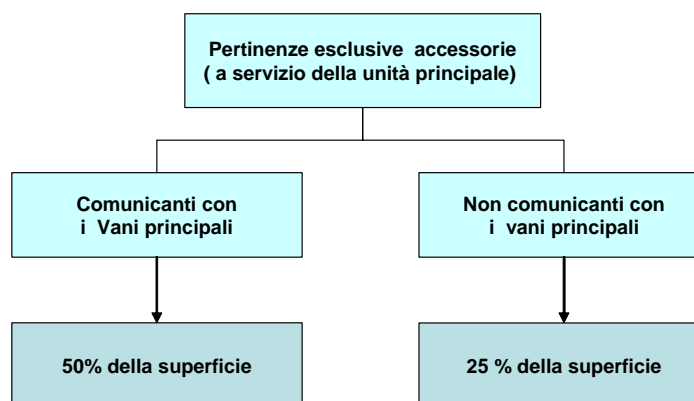 Pertinenze esclusive accessorie
( a servizio della unità principale)
Comunicanti con
i Vani principali
Non comunicanti con
i vani principali
50% della superficie
25 % della superficie